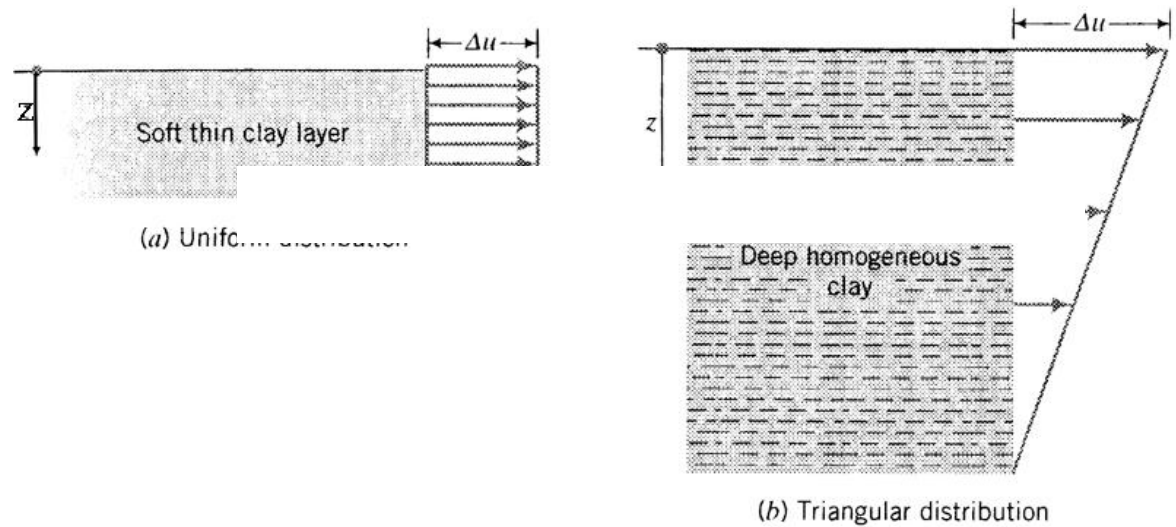 Δu
Z
Soft thin clay layer
(a)
Δu
z
Deep homogeneous
clay
(b) Triangular distribution